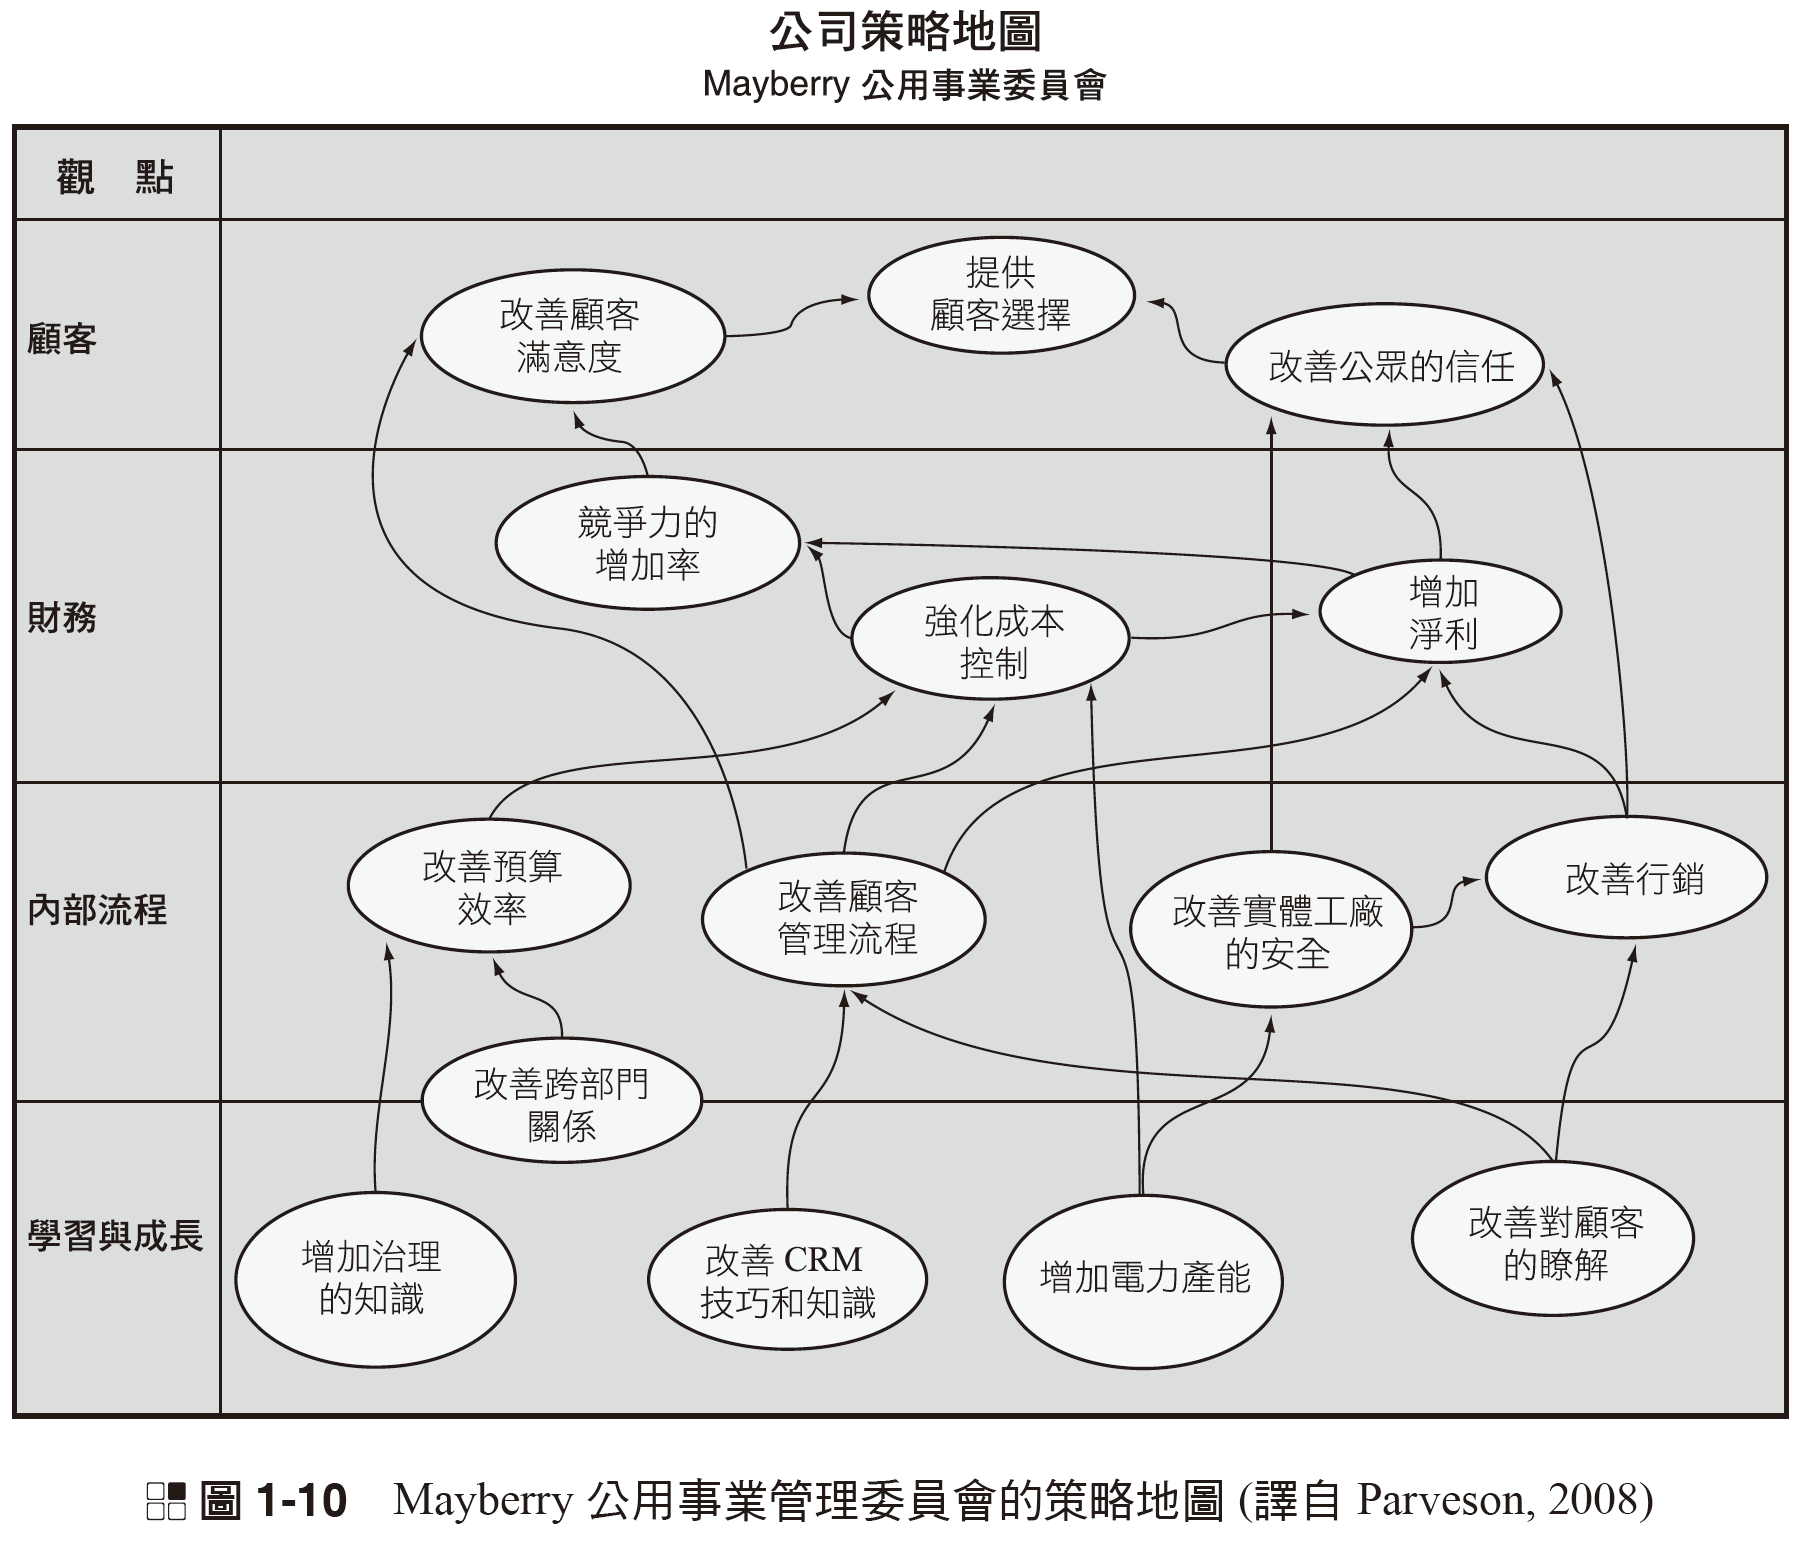 公司策略地圖
Mayberry 公用事業委員會
觀 點
顧客
改善顧客
滿意度
提供
顧客選擇
改善公眾的信任
財務
競爭力的
增加率
強化成本
控制
增加
淨利
內部流程
改善預算
效率
改善顧客
管理流程
改善實體工廠
的安全
改善行銷
改善跨部門
關係
學習與成長
增加治理
的知識
改善 CRM
技巧和知識
增加電力產能
改善對顧客
的瞭解
圖 1-10 Mayberry 公用事業管理委員會的策略地圖 (譯自 Parveson, 2008)